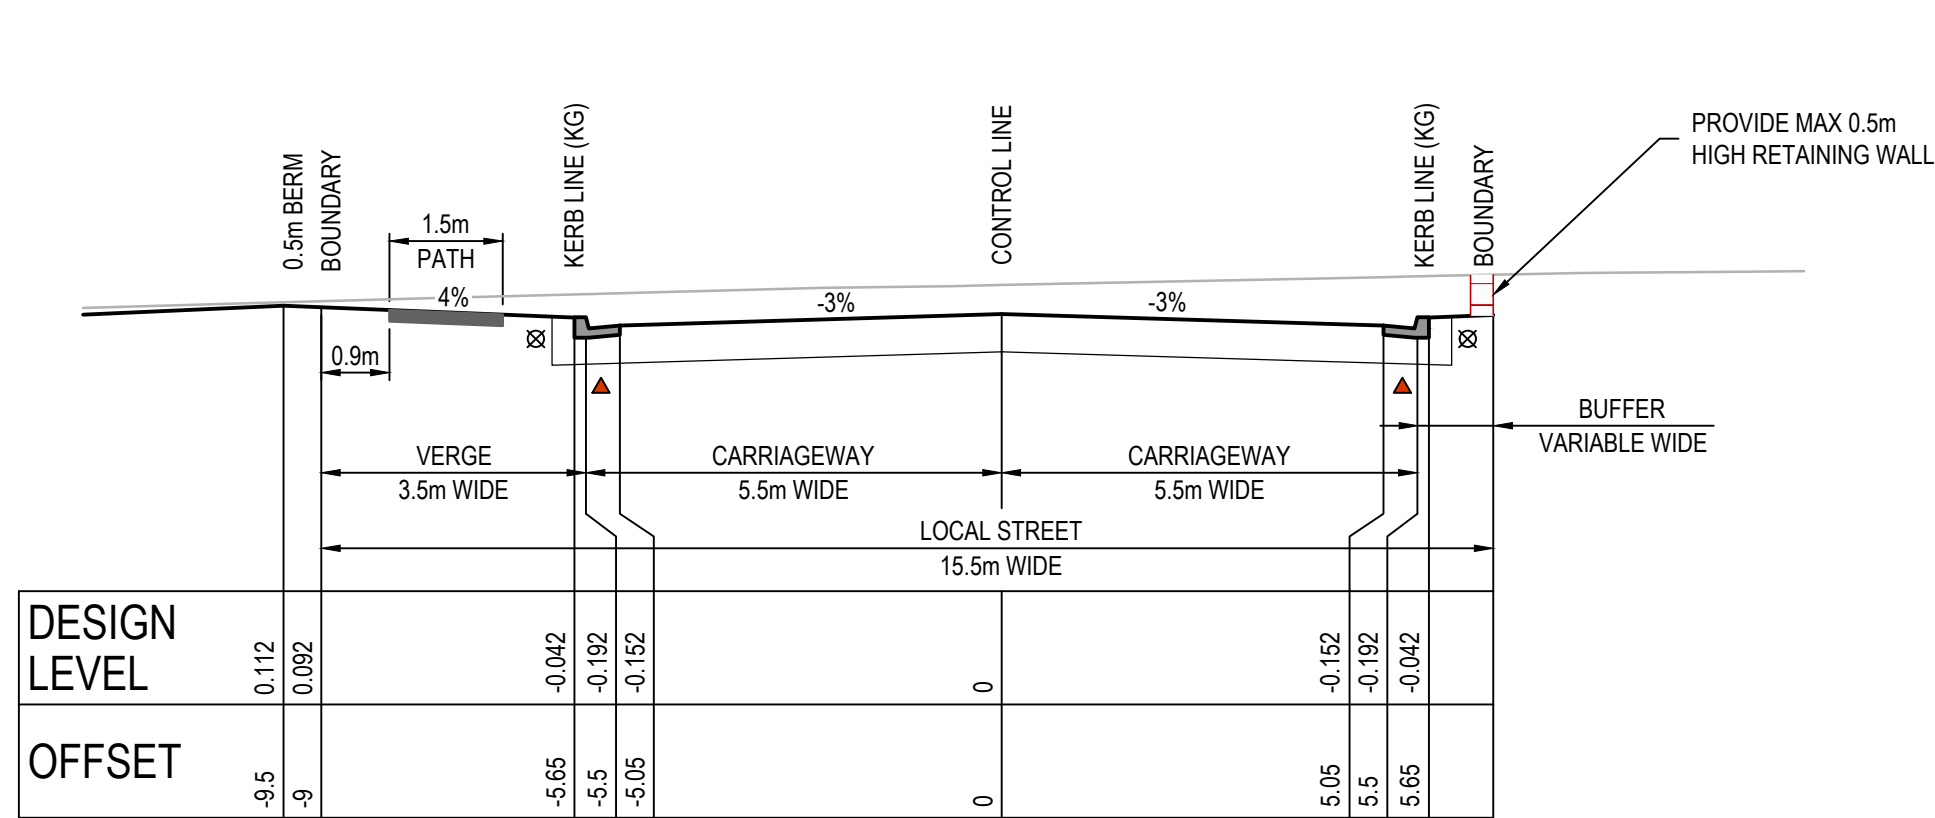 0.5m BERM
BOUNDARY
KERB LINE (KG)
CONTROL LINE
KERB LINE (KG)
BOUNDARY
PROVIDE MAX 0.5m
HIGH RETAINING WALL
1.5m
PATH
4%
-3%
-3%
0.9m
VERGE
3.5m WIDE
CARRIAGEWAY
5.5m WIDE
CARRIAGEWAY
5.5m WIDE
BUFFER
VARIABLE WIDE
LOCAL STREET
15.5m WIDE
DESIGN
LEVEL
0.112
0.092
-0.042
-0.192
-0.152
0
-0.152
-0.192
-0.042
OFFSET
-9.5
-9
-5.65
-5.5
-5.05
0
5.05
5.5
5.65